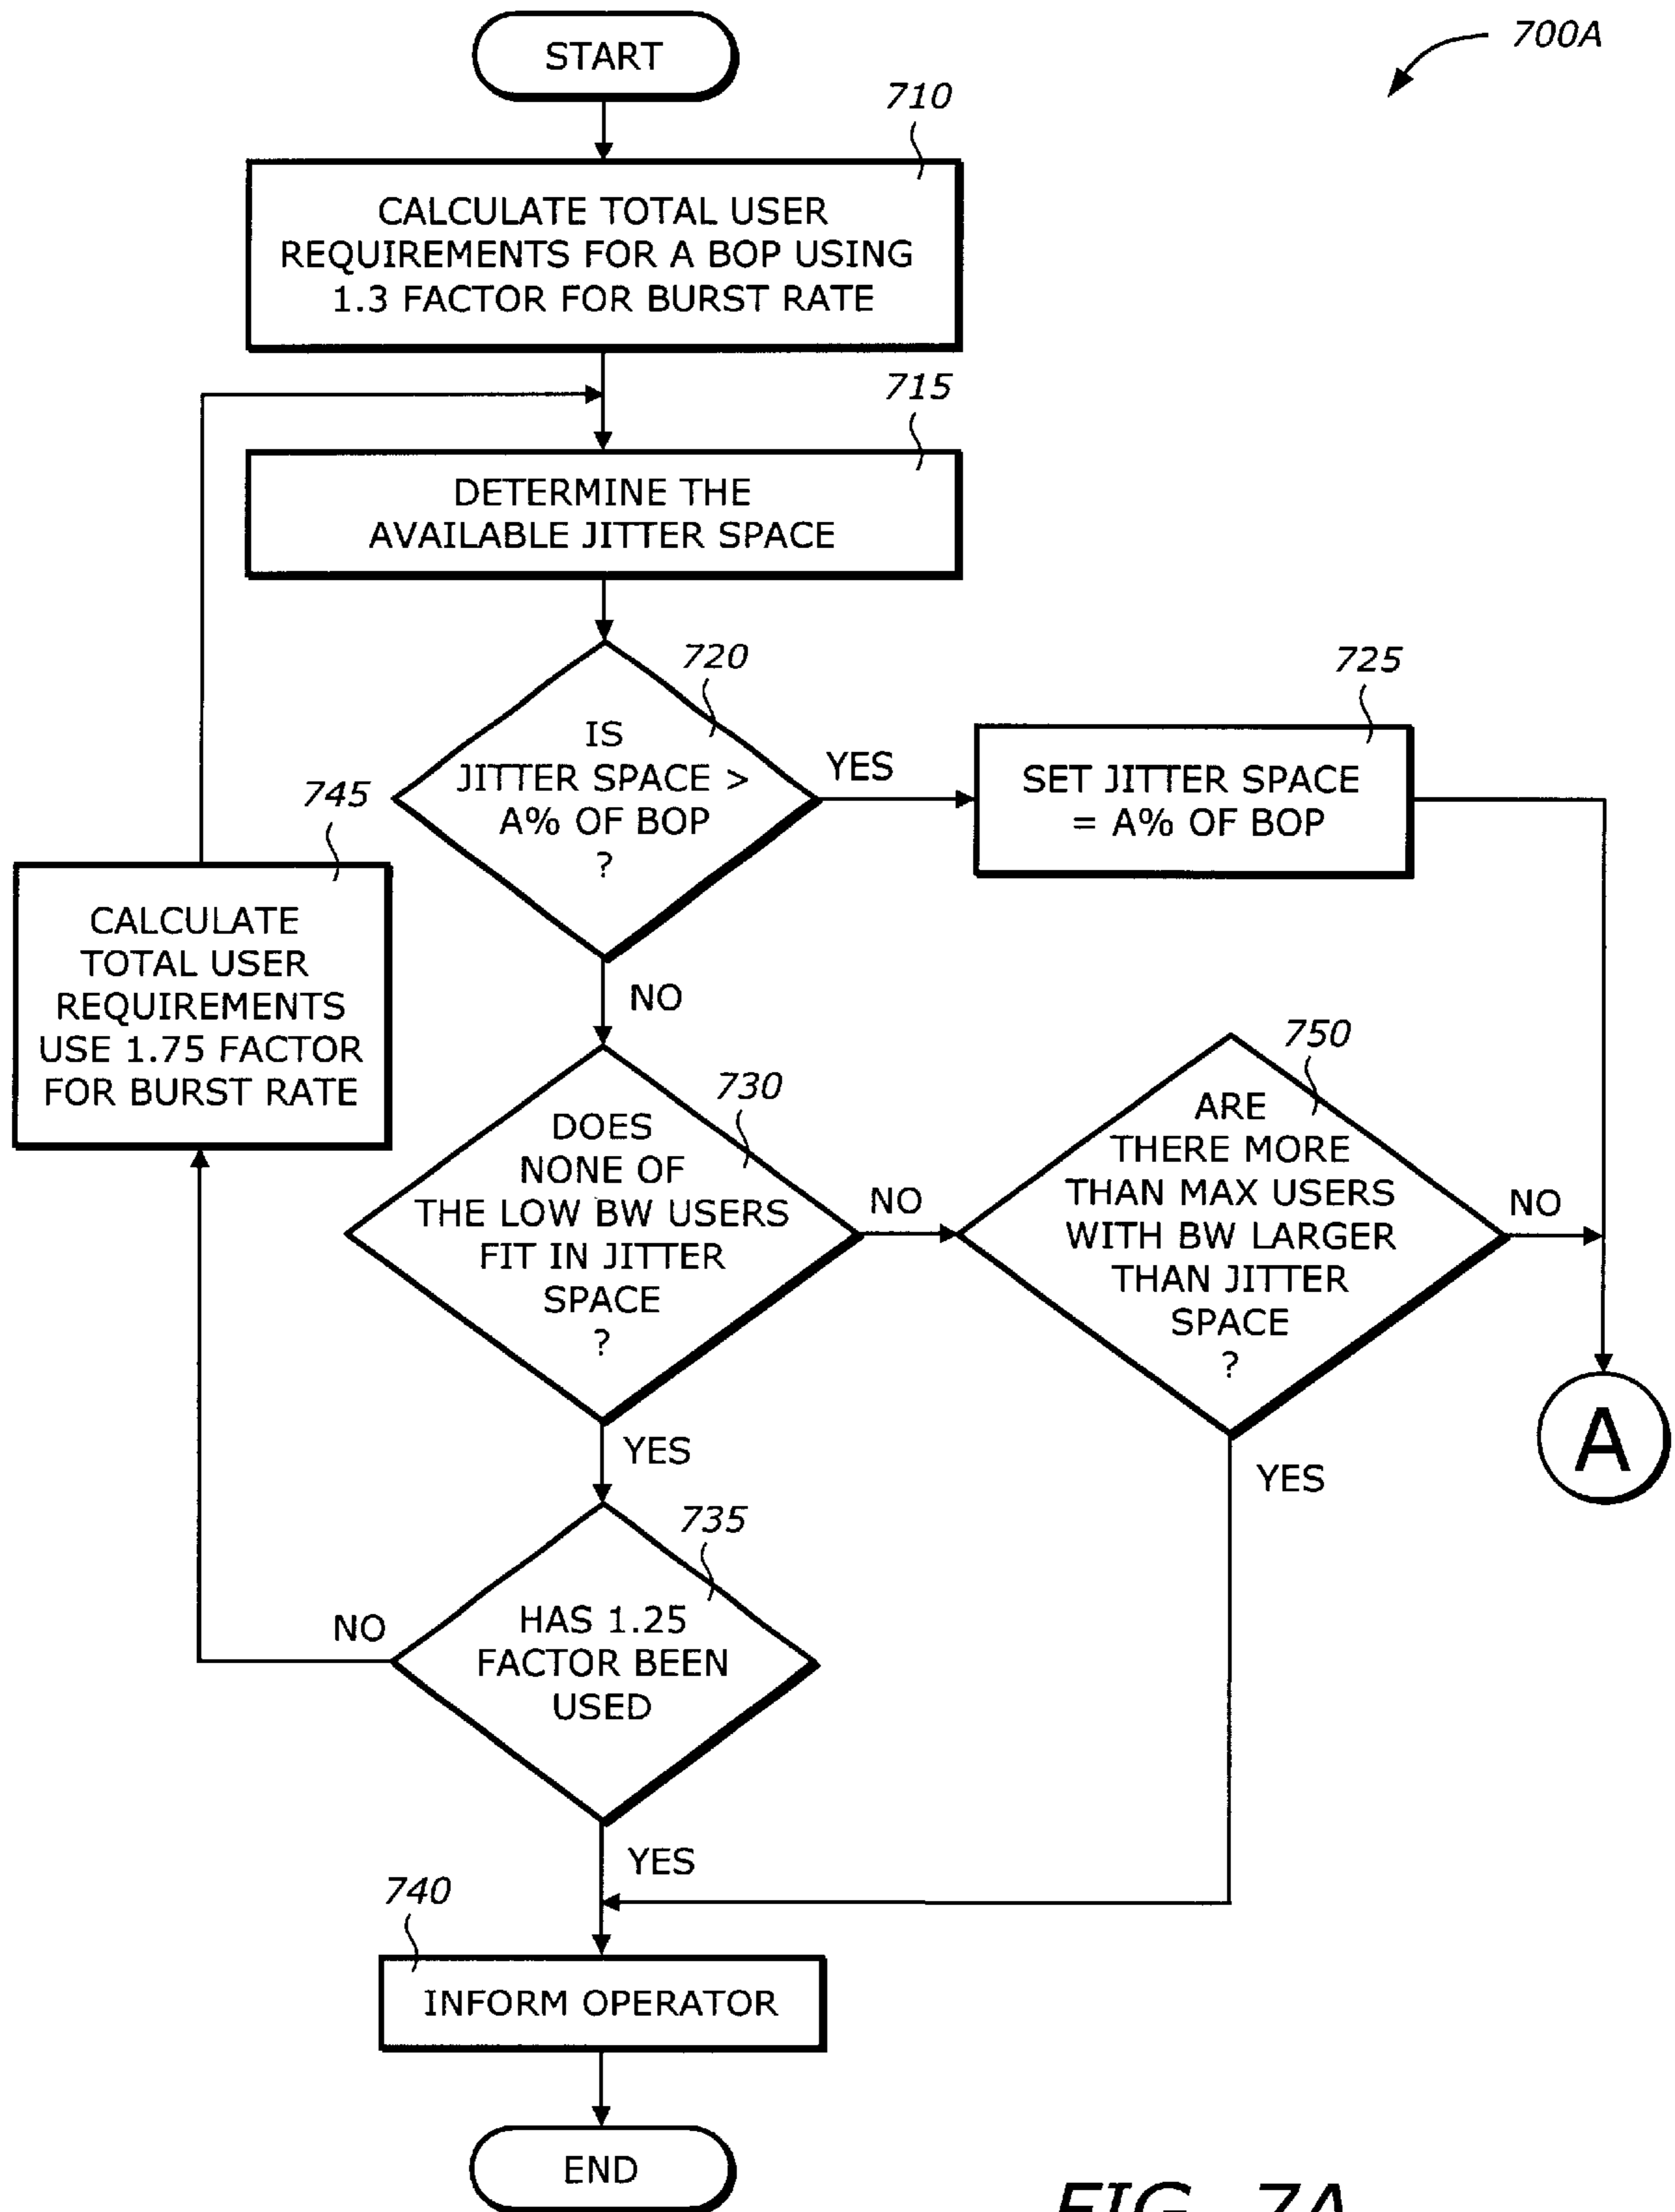 START
700A
710
CALCULATE TOTAL USER
REQUIREMENTS FOR A BOP USING
1.3 FACTOR FOR BURST RATE
715
DETERMINE THE
AVAILABLE JITTER SPACE
720
IS
JITTER SPACE >
A% OF BOP
?
YES
725
SET JITTER SPACE
= A% OF BOP
745
CALCULATE
TOTAL USER
REQUIREMENTS
USE 1.75 FACTOR
FOR BURST RATE
NO
730
DOES
NONE OF
THE LOW BW USERS
FIT IN JITTER
SPACE
?
NO
750
ARE
THERE MORE
THAN MAX USERS
WITH BW LARGER
THAN JITTER
SPACE
?
NO
A
YES
YES
735
HAS 1.25
FACTOR BEEN
USED
NO
YES
740
INFORM OPERATOR
END
FIG. 7A